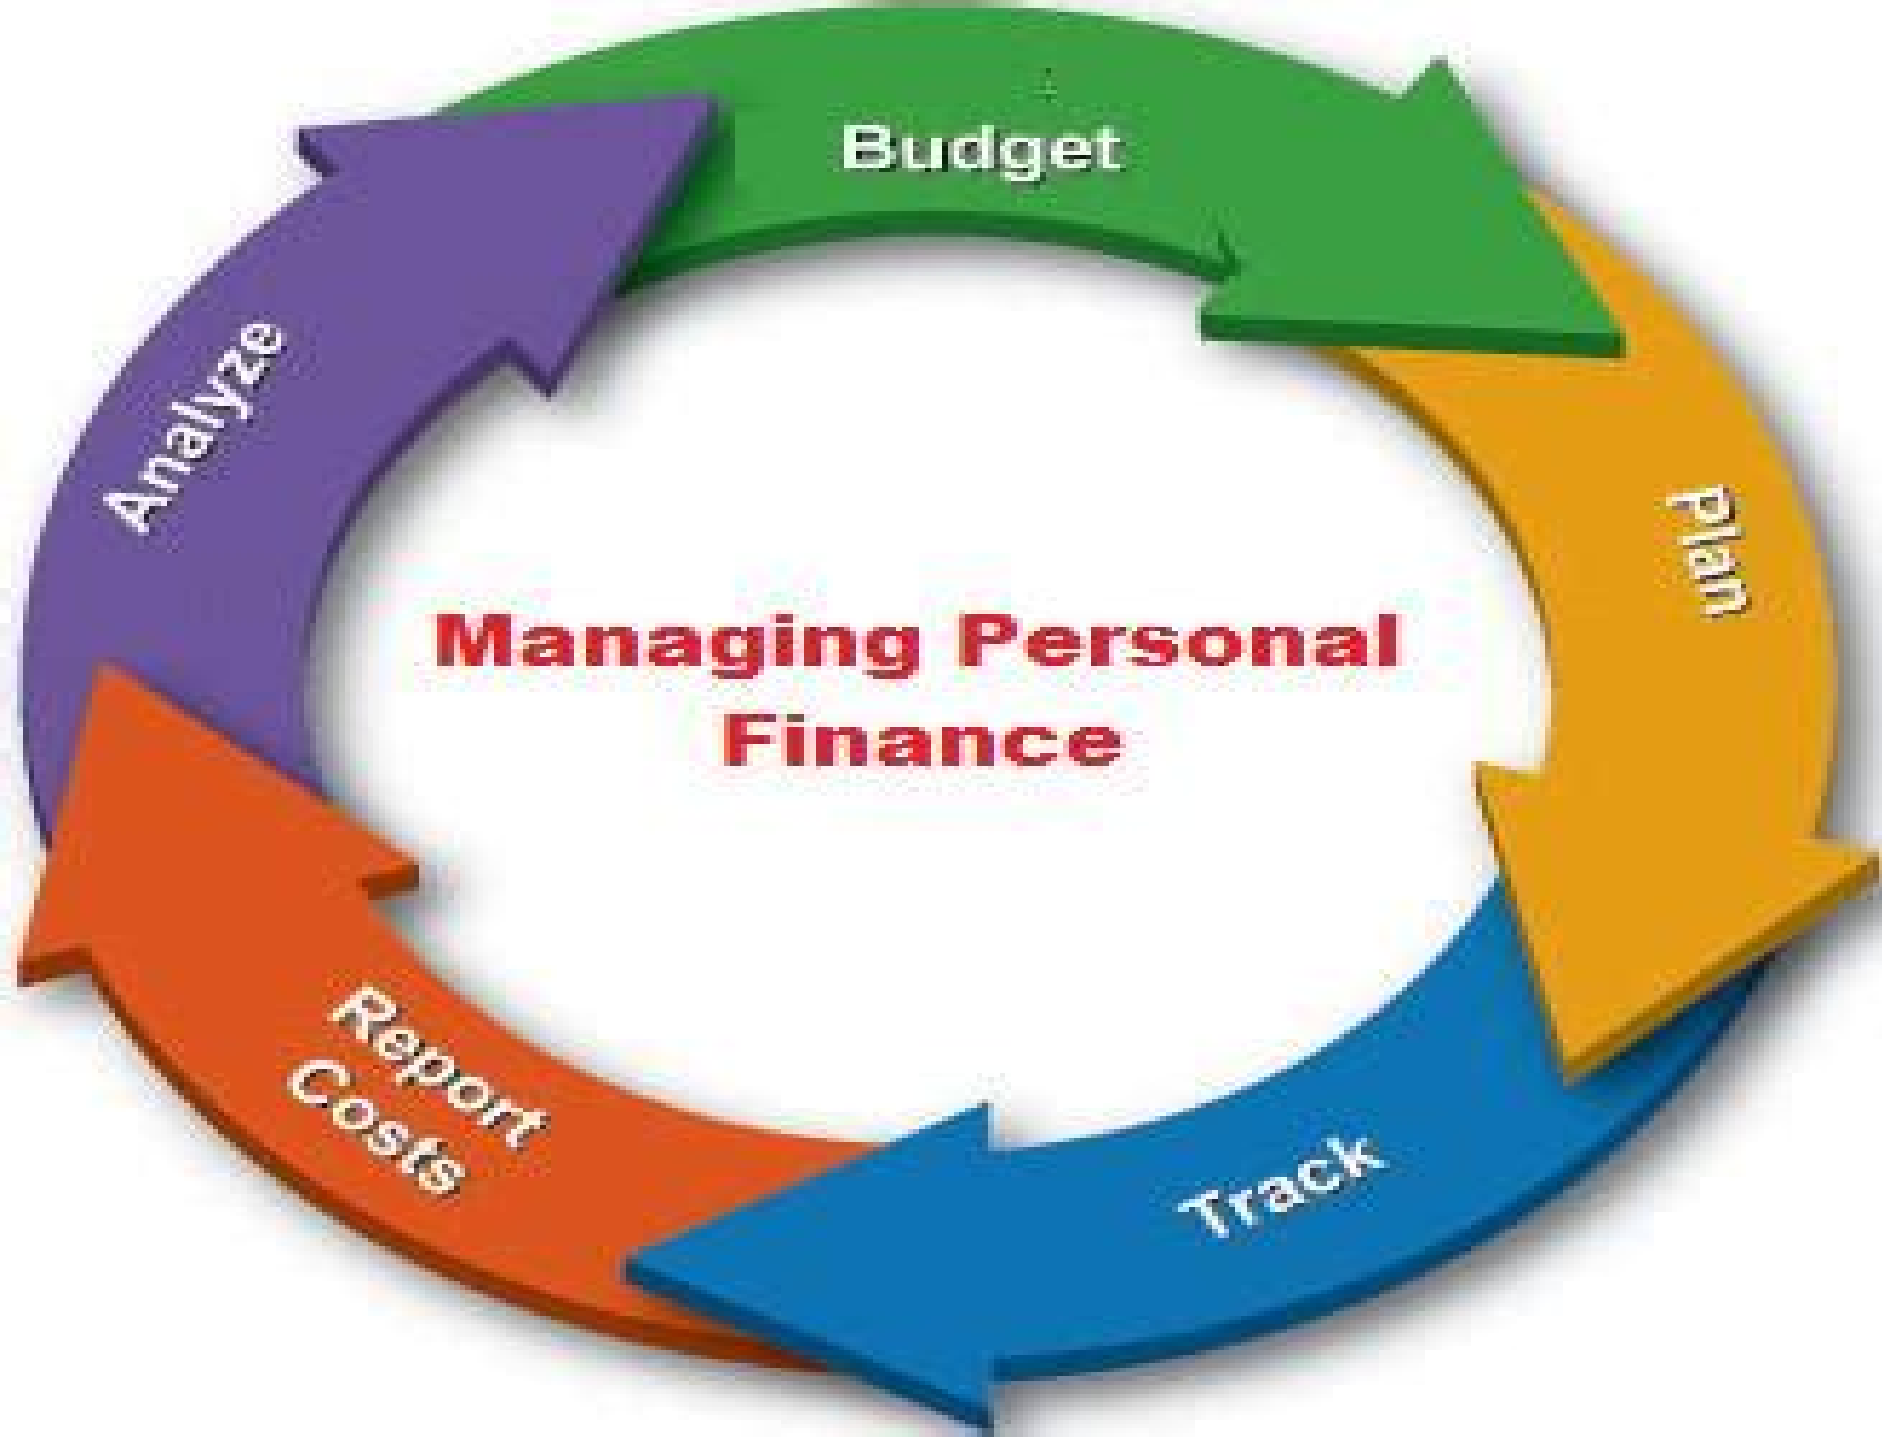 Budget
Plan
Track
Report
Costs
Analyze
Managing Personal
Finance